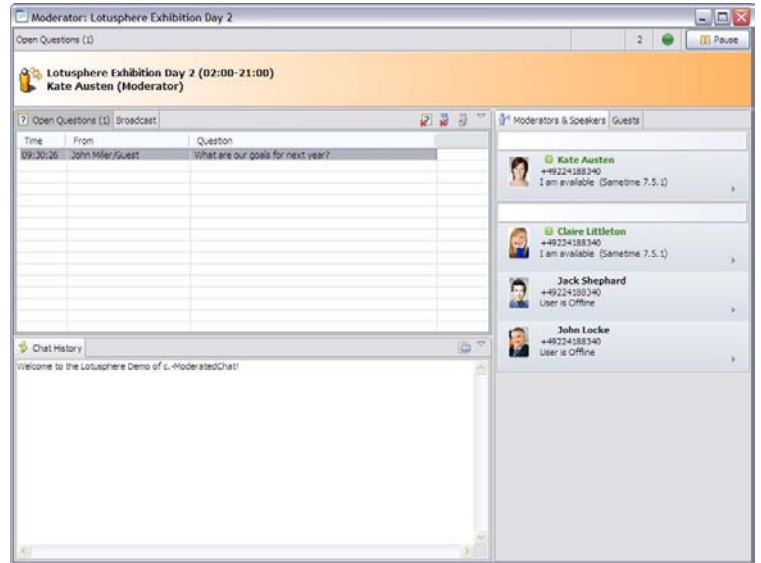 Moderator: Lotusphere Exhibition Day 2
Open Questions (1)
2
Pause
Lotusphere Exhibition Day 2 (02:00-21:00)
Kate Austen (Moderator)
Open Questions (1) Broadcast
Time From Question
09:30:26 John Miller/Guest What are our goals for next year?
Chat History
Welcome to the Lotusphere Demo of c.-ModeratedChat!
Moderators & Speakers Guests
Kate Austen
+49224188340
I am available (Sametime 7.5.1)
Claire Littleton
+49224188340
I am available (Sametime 7.5.1)
Jack Shephard
+49224188340
User is Offline
John Locke
+49224188340
User is Offline